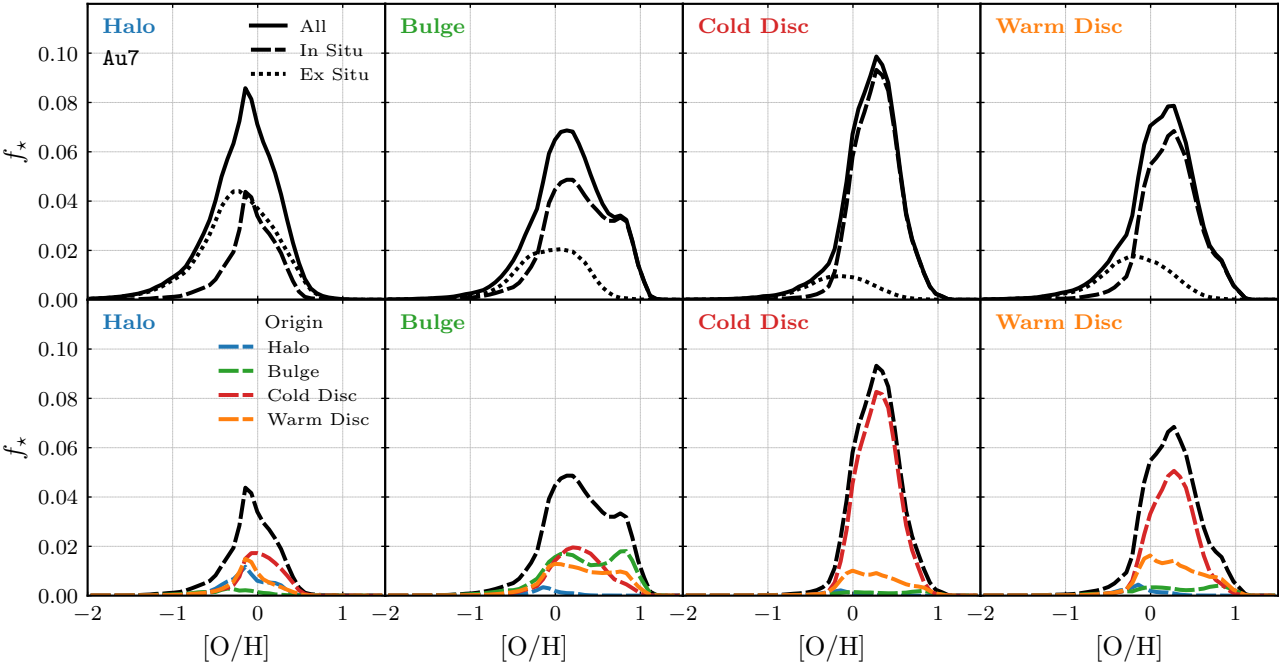 Halo
Au7
All
In Situ
Ex Situ
Bulge
Cold Disc
Warm Disc
0.10
0.08
0.06
0.04
0.02
0.00
f⋆
Halo
Origin
Halo
Bulge
Cold Disc
Warm Disc
Bulge
Cold Disc
Warm Disc
0.10
0.08
0.06
0.04
0.02
0.00
f⋆
−2 −1 0 1 −2 −1 0 1 −2 −1 0 1 −2 −1 0 1
[O/H] [O/H] [O/H] [O/H]